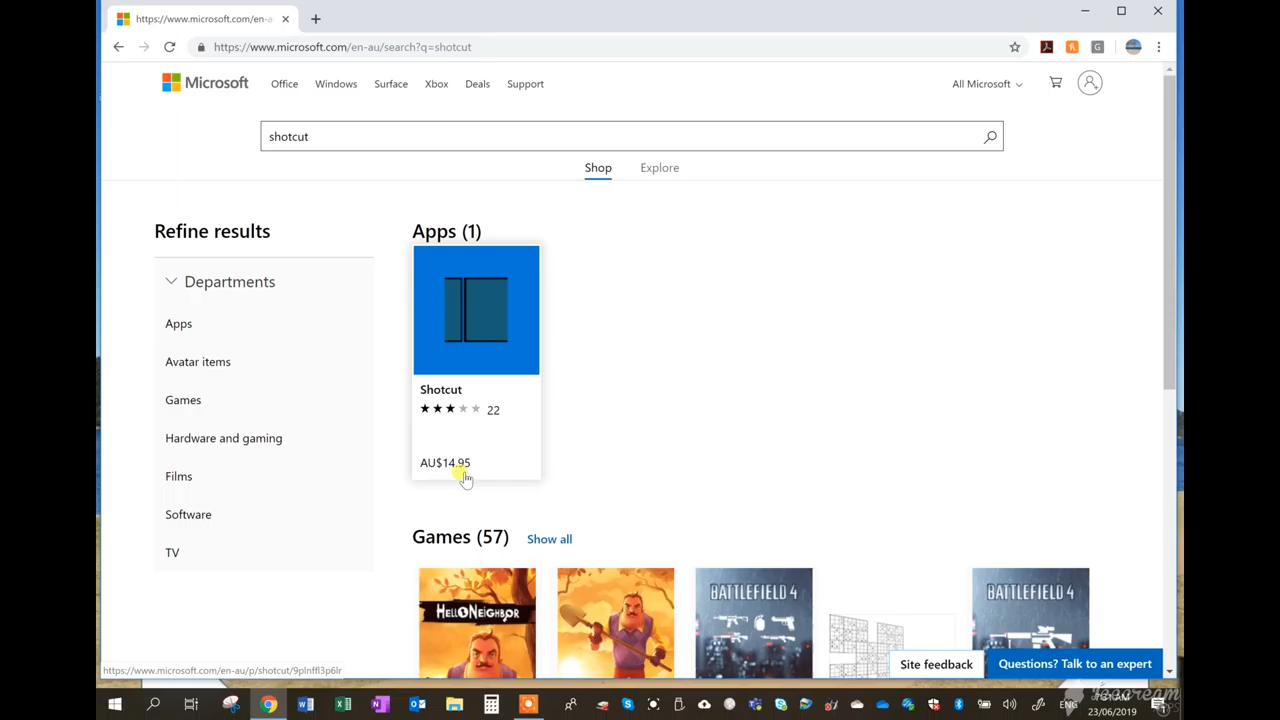 https://www.microsoft.com/en-a
https://www.microsoft.com/en-au/search?q=shotcut
Microsoft
Office
Windows
Surface
Xbox
Deals
Support
All Microsoft
shotcut
Shop
Explore
Refine results
Departments
Apps
Avatar items
Games
Hardware and gaming
Films
Software
TV
Apps (1)
Shotcut
22
AU$14.95
Games (57)
Show all
HELLO NEIGHBOR
BATTLEFIELD 4
BATTLEFIELD 4
Site feedback
Questions? Talk to an expert
https://www.microsoft.com/en-au/p/shotcut/9plnffl3p6lr
23/06/2019